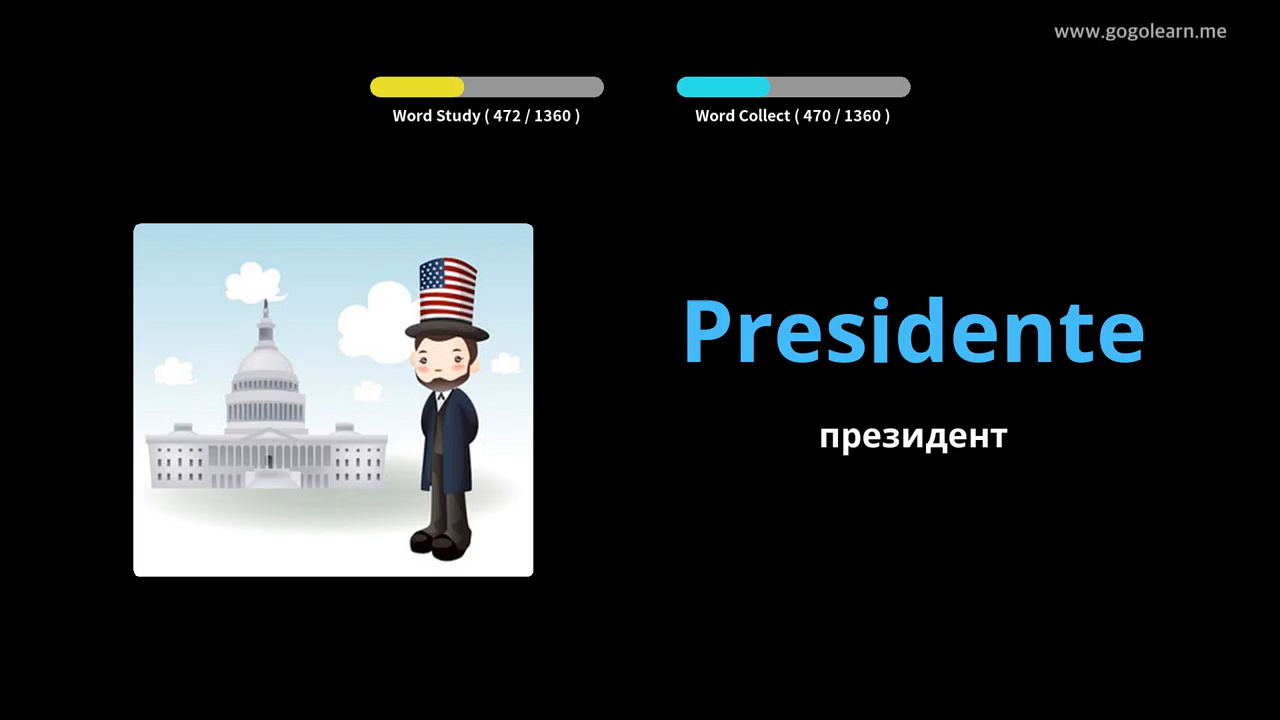 www.gogolearn.me
Word Study ( 472 / 1360 )
Word Collect ( 470 / 1360 )
Presidente
президент